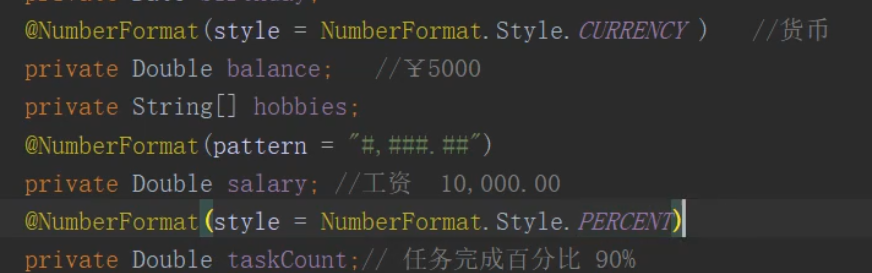 private Date birthday;
@NumberFormat(style = NumberFormat.Style.CURRENCY )   //货币
private Double balance;   //￥5000
private String[] hobbies;
@NumberFormat(pattern = "#,###.##")
private Double salary; //工资  10,000.00
@NumberFormat(style = NumberFormat.Style.PERCENT)
private Double taskCount;// 任务完成百分比 90%